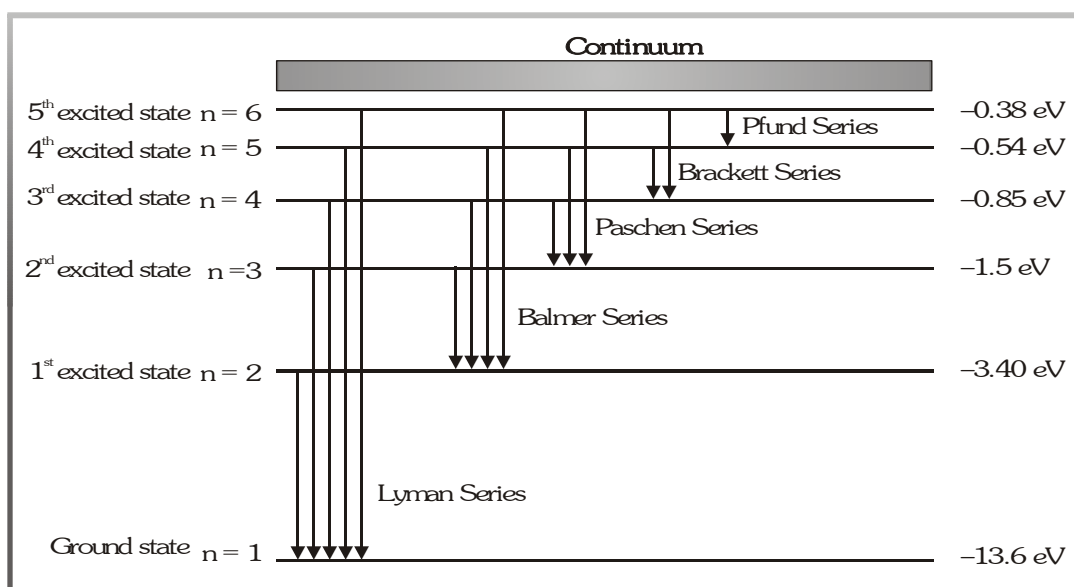 Continuum
5th excited state n = 6
–0.38 eV
Pfund Series
4th excited state n = 5
–0.54 eV
Brackett Series
3rd excited state n = 4
–0.85 eV
Paschen Series
2nd excited state n =3
–1.5 eV
Balmer Series
1st excited state n = 2
–3.40 eV
Lyman Series
Ground state n = 1
–13.6 eV